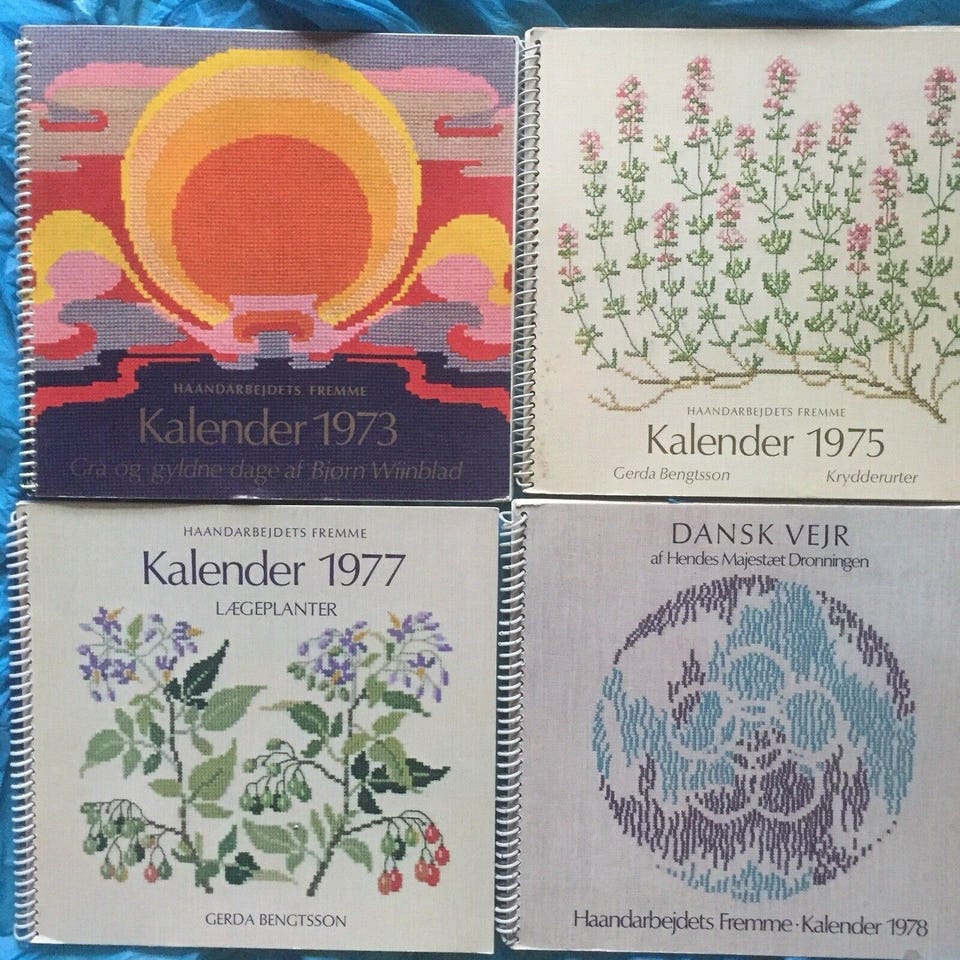 HAANDARBEJDETS FREMME
Kalender 1973
Grå og gyldne dage af Bjørn Wiinblad
HAANDARBEJDETS FREMME
Kalender 1975
Gerda Bengtsson Krydderurter
HAANDARBEJDETS FREMME
Kalender 1977
LÆGEPLANTER
GERDA BENGTSSON
DANSK VEJR
af Hendes Majestæt Dronningen
Haandarbejdets Fremme · Kalender 1978